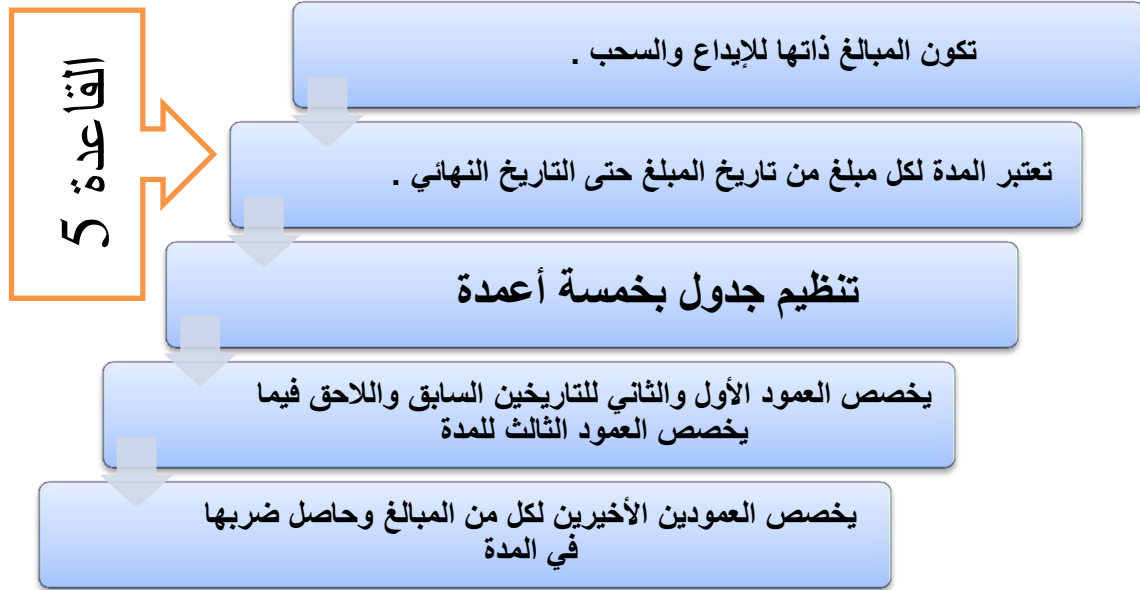 القاعدة 5
تكون المبالغ ذاتها للإيداع والسحب .
تعتبر المدة لكل مبلغ من تاريخ المبلغ حتى التاريخ النهائي .
تنظيم جدول بخمسة أعمدة
يخصص العمود الأول والثاني للتاريخين السابق واللاحق فيما
يخصص العمود الثالث للمدة
يخصص العمودين الأخيرين لكل من المبالغ وحاصل ضربها
في المدة